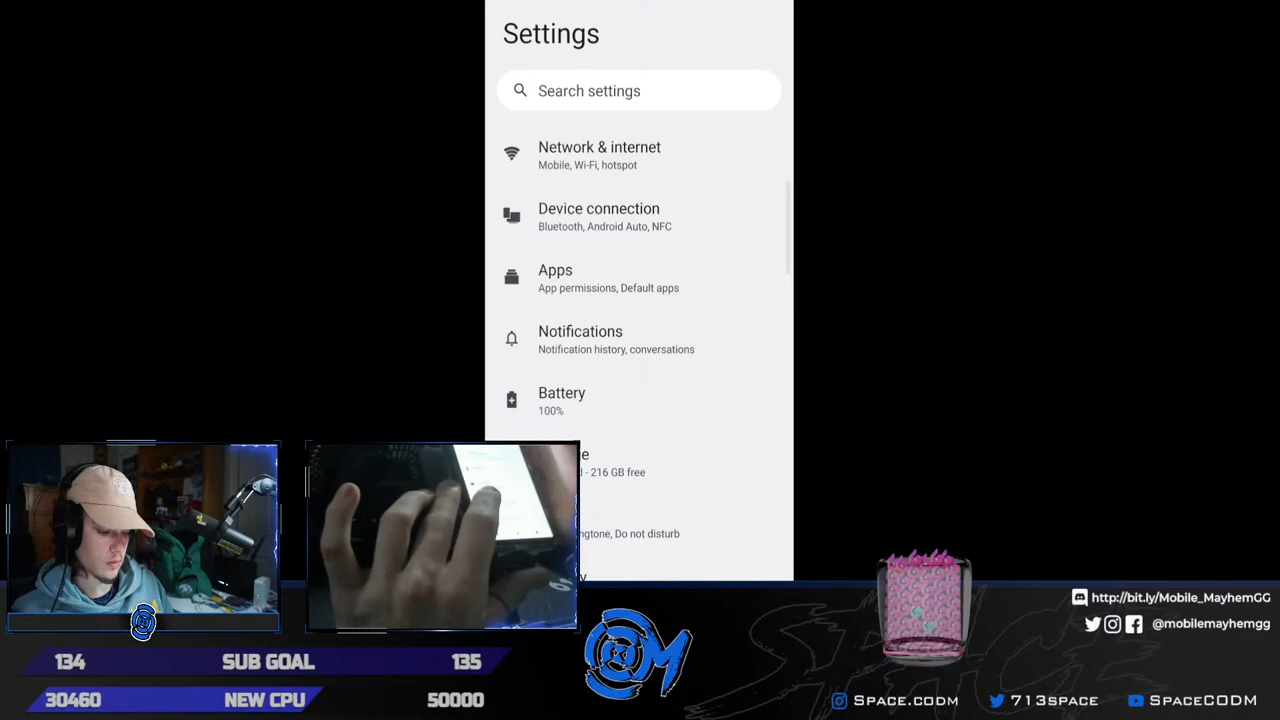 Settings
Search settings
Network & internet
Mobile, Wi-Fi, hotspot
Device connection
Bluetooth, Android Auto, NFC
Apps
App permissions, Default apps
Notifications
Notification history, conversations
Battery
100%
- 216 GB free
Do not disturb
134 SUB GOAL 135
30460 NEW CPU 50000
http://bit.ly/Mobile_MayhemGG
@mobilemayhemgg
SPACE
Space.codm 713space SpaceCODM